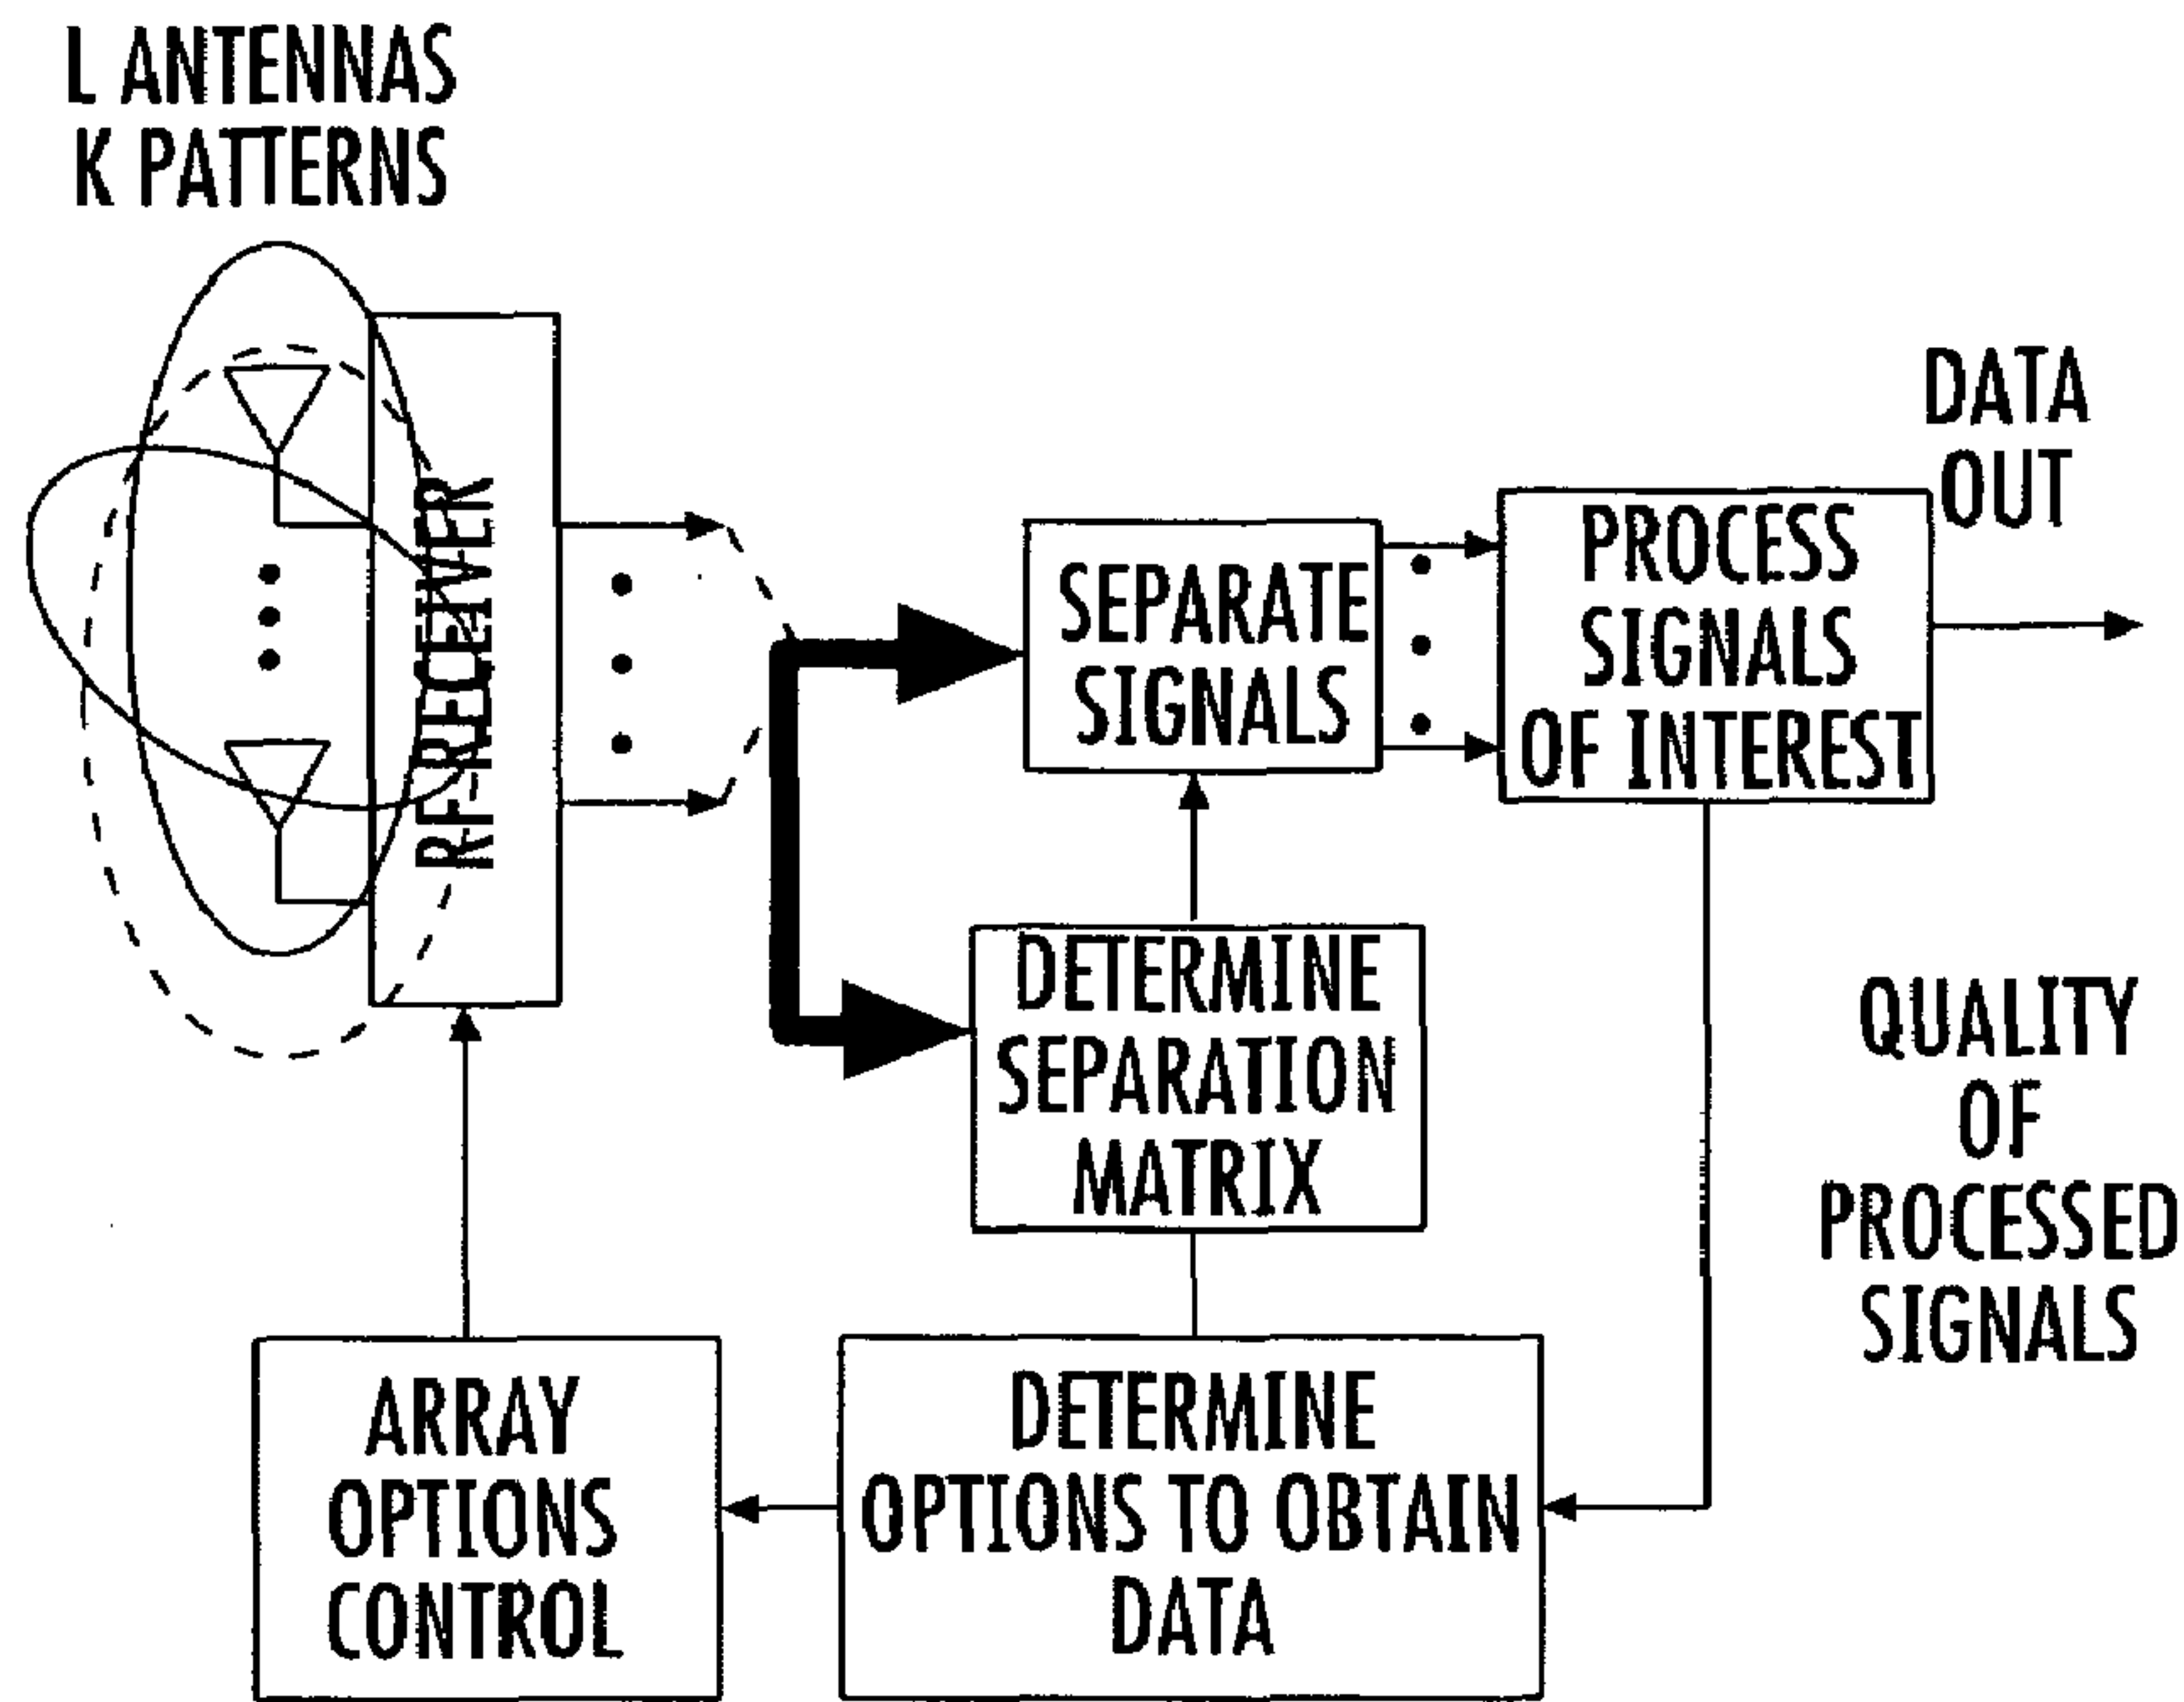 L ANTENNAS
K PATTERNS
RF RECEIVER
SEPARATE
SIGNALS
PROCESS
SIGNALS
OF INTEREST
DATA
OUT
DETERMINE
SEPARATION
MATRIX
QUALITY
OF
PROCESSED
SIGNALS
ARRAY
OPTIONS
CONTROL
DETERMINE
OPTIONS TO OBTAIN
DATA